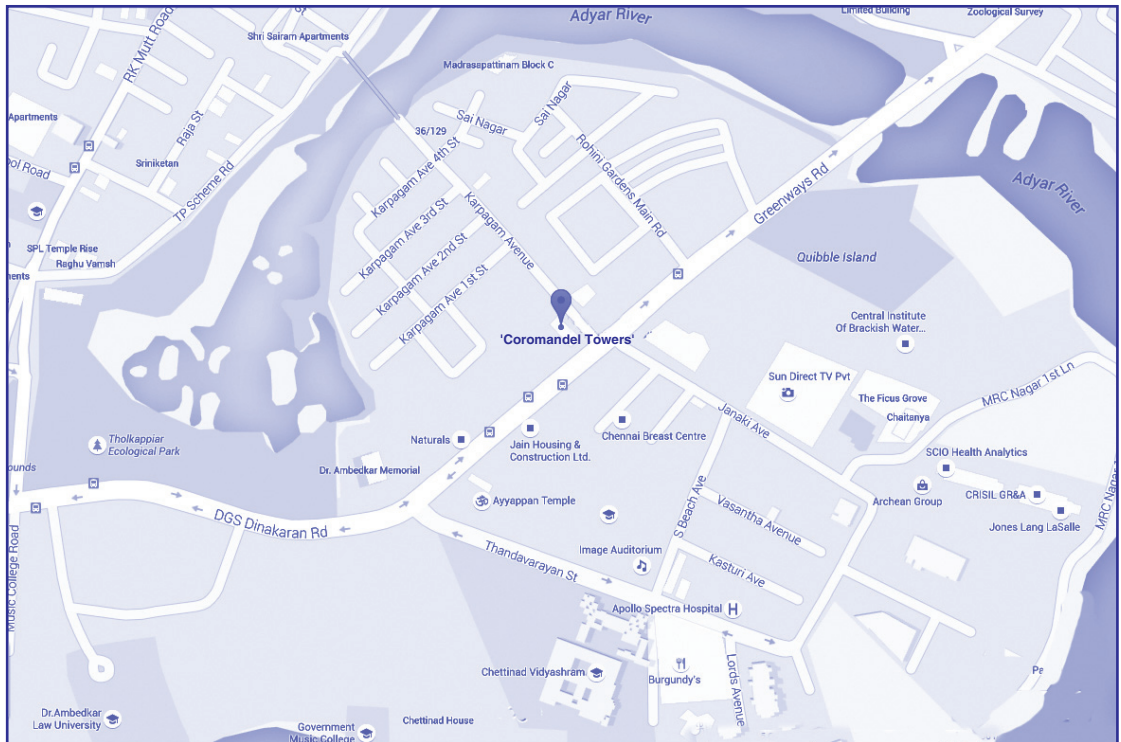 Adyar River
Limited Building
Zoological Survey
RK Mutt Road
Shri Sairam Apartments
Madrasapattinam Block C
Apartments
Raja St
36/129
Sai Nagar
Sai Nagar
Rohini Gardens Main Rd
Sriniketan
TP Scheme Rd
Karpagam Ave 4th St
Karpagam Avenue
Greenways Rd
Adyar River
Karpagam Ave 3rd St
Karpagam Ave 2nd St
Karpagam Ave 1st St
SPL Temple Rise
Raghu Vamsh
Quibble Island
Central Institute
Of Brackish Water...
'Coromandel Towers'
Sun Direct TV Pvt
MRC Nagar 1st Ln
The Ficus Grove
Chaitanya
Janaki Ave
Naturals
Jain Housing &
Construction Ltd.
Chennai Breast Centre
Tholkappiar
Ecological Park
Dr. Ambedkar Memorial
SCIO Health Analytics
Archean Group
CRISIL GR&A
Jones Lang LaSalle
MRC Nagar
Ayyappan Temple
S Beach Ave
Vasantha Avenue
DGS Dinakaran Rd
Music College Road
Thandavarayan St
Image Auditorium
Kasturi Ave
Apollo Spectra Hospital
H
Chettinad Vidyashram
Burgundy's
Lords Avenue
Dr.Ambedkar
Law University
Government
Music College
Chettinad House